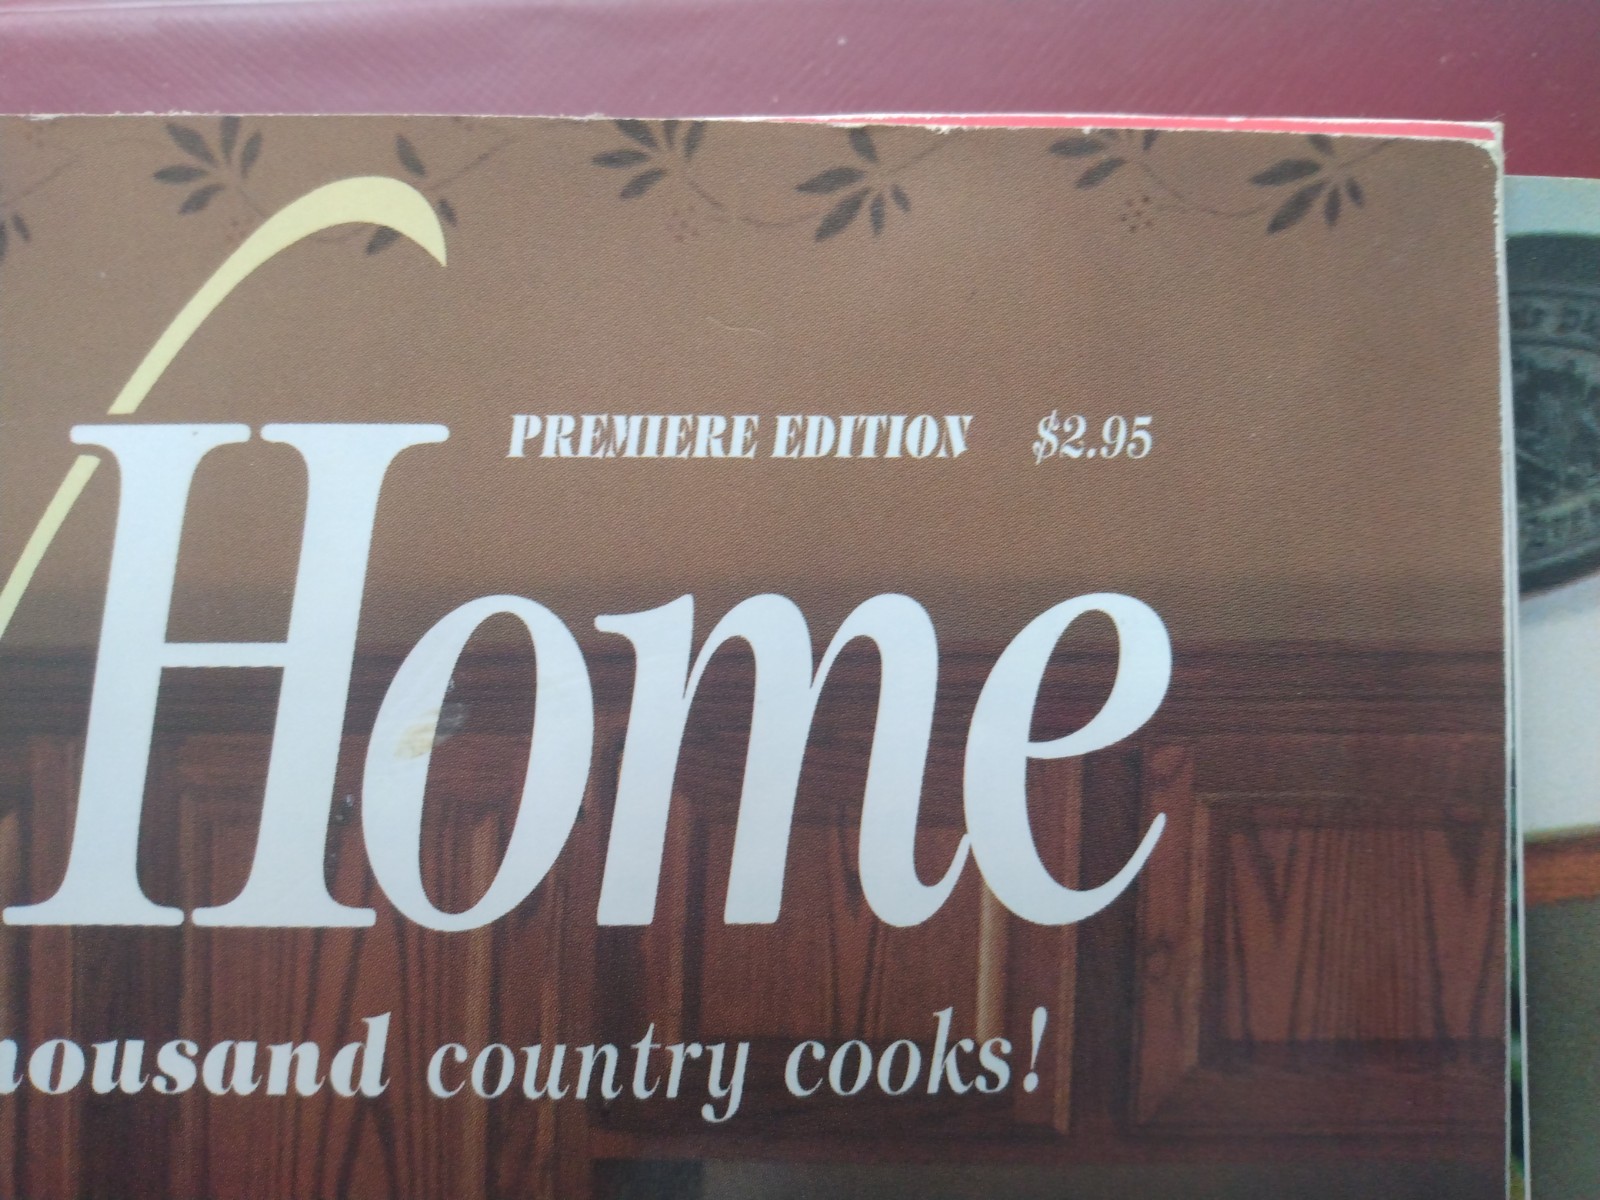 PREMIERE EDITION $2.95
Home
housand country cooks!